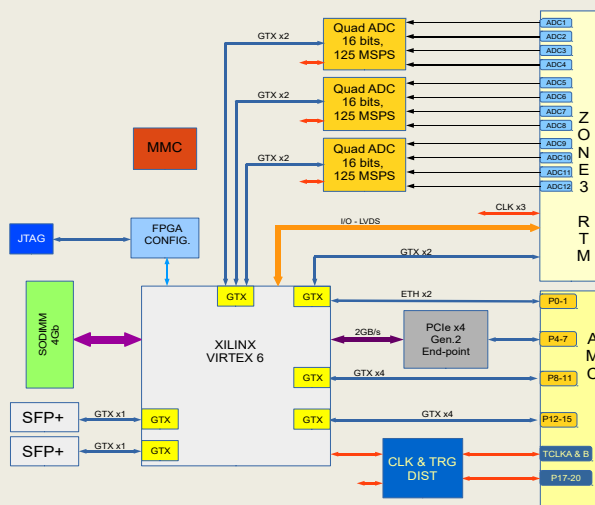 Quad ADC
16 bits,
125 MSPS
GTX x2
ADC1
ADC2
ADC3
ADC4
Quad ADC
16 bits,
125 MSPS
GTX x2
ADC5
ADC6
ADC7
ADC8
Quad ADC
16 bits,
125 MSPS
GTX x2
ADC9
ADC10
ADC11
ADC12
ZONE3
RTM
MMC
CLK x3
I/O - LVDS
GTX x2
JTAG
FPGA
CONFIG.
SODIMM
4Gb
XILINX
VIRTEX 6
GTX
GTX
GTX
GTX
GTX
GTX
ETH x2
2GB/s
PCIe x4
Gen.2
End-point
GTX x4
GTX x4
P0-1
P4-7
P8-11
P12-15
AMC
SFP+
GTX x1
SFP+
GTX x1
CLK & TRG
DIST
TCLKA & B
P17-20